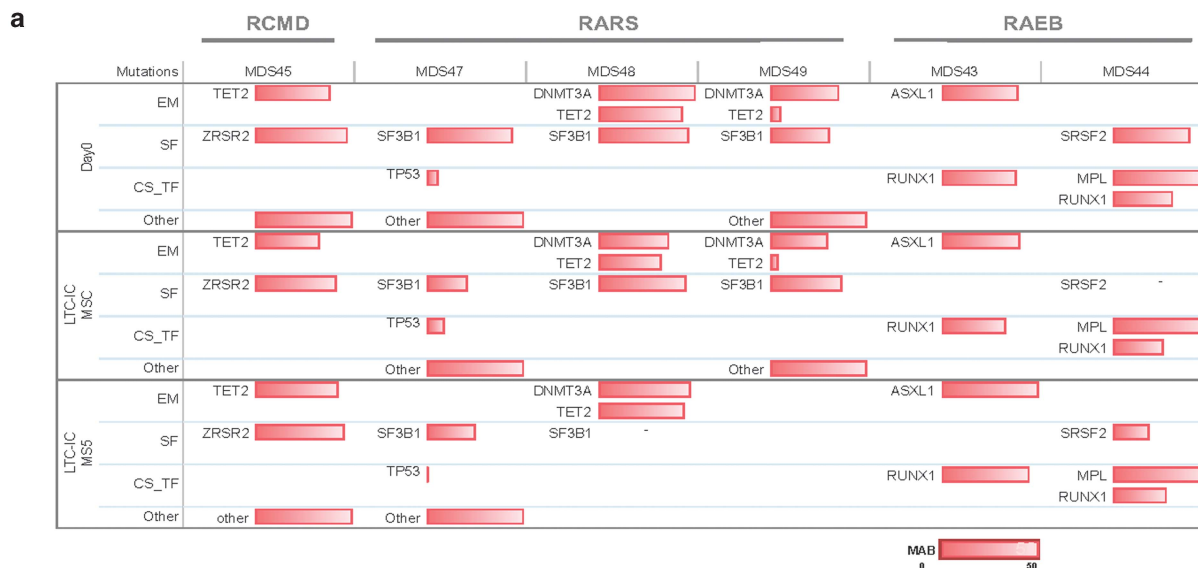 a
RCMD RARS RAEB
Mutations MDS45 MDS47 MDS48 MDS49 MDS43 MDS44
Day0
EM TET2 DNMT3A DNMT3A ASXL1
TET2 TET2
SF ZRSR2 SF3B1 SF3B1 SF3B1 SRSF2
CS_TF TP53 RUNX1 MPL
RUNX1
Other Other Other
LTC-IC
MSC
EM TET2 DNMT3A DNMT3A ASXL1
TET2 TET2
SF ZRSR2 SF3B1 SF3B1 SF3B1 SRSF2 -
CS_TF TP53 RUNX1 MPL
RUNX1
Other Other Other
LTC-IC
MS5
EM TET2 DNMT3A ASXL1
TET2
SF ZRSR2 SF3B1 SF3B1 - SRSF2
CS_TF TP53 RUNX1 MPL
RUNX1
Other other Other
MAB
0 50